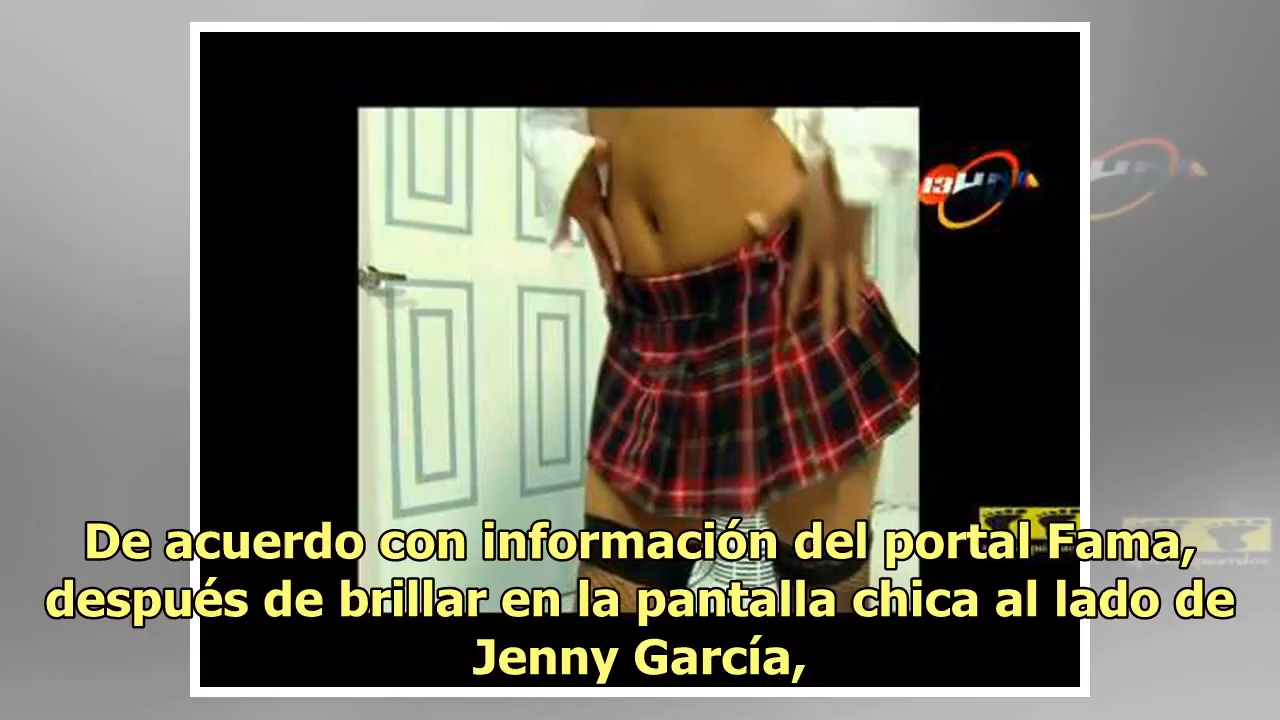 De acuerdo con información del portal Fama,
después de brillar en la pantalla chica al lado de
Jenny García,